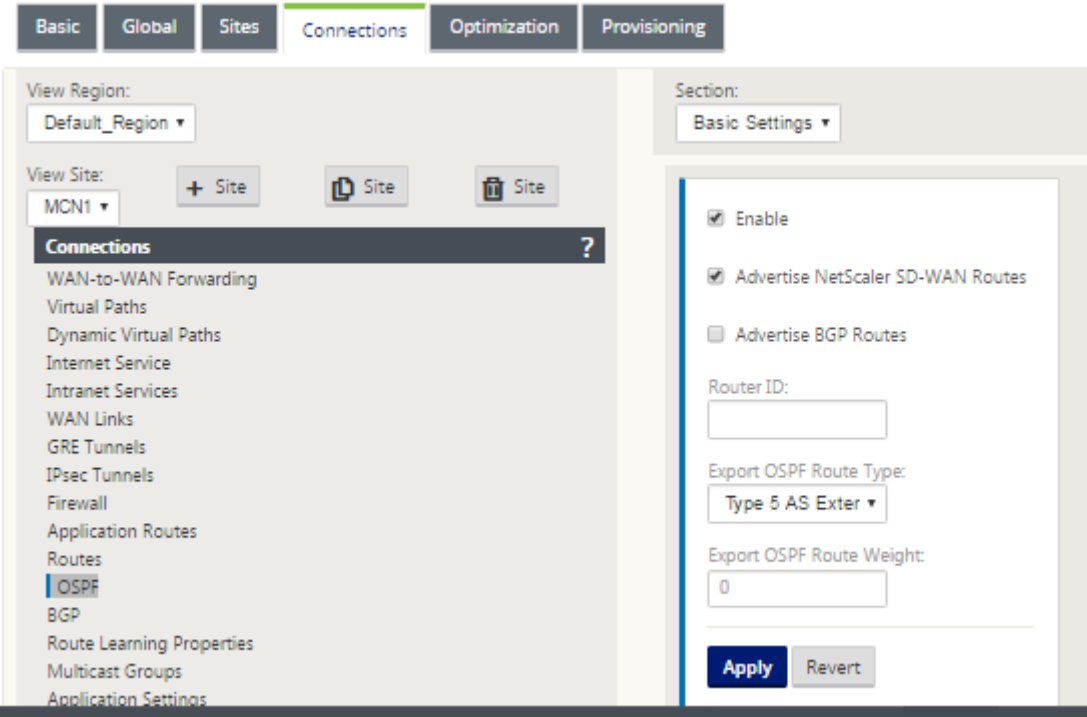 Basic Global Sites Connections Optimization Provisioning
View Region:
Default_Region
View Site:
+ Site Site Site
MCN1
Connections ?
WAN-to-WAN Forwarding
Virtual Paths
Dynamic Virtual Paths
Internet Service
Intranet Services
WAN Links
GRE Tunnels
IPsec Tunnels
Firewall
Application Routes
Routes
OSPF
BGP
Route Learning Properties
Multicast Groups
Application Settings
Section:
Basic Settings
Enable
Advertise NetScaler SD-WAN Routes
Advertise BGP Routes
Router ID:
Export OSPF Route Type:
Type 5 AS Exter
Export OSPF Route Weight:
0
Apply Revert